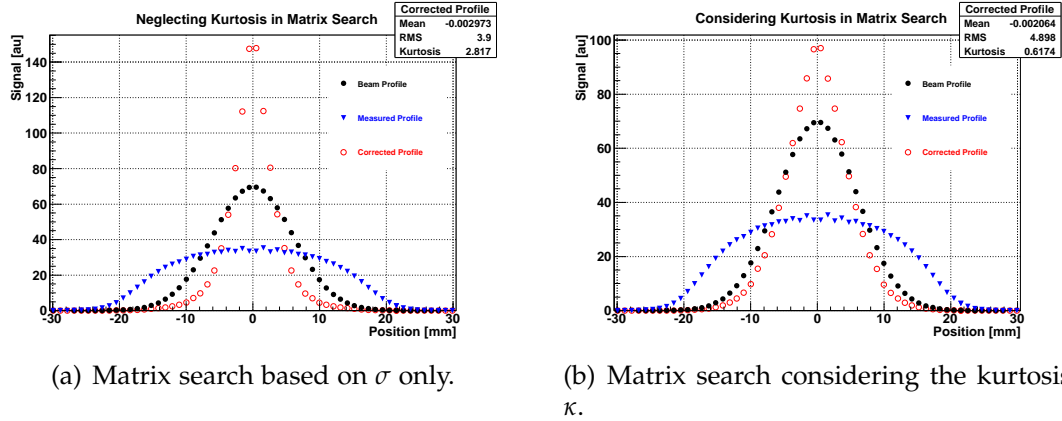 Neglecting Kurtosis in Matrix Search
Corrected Profile
Mean -0.002973
RMS 3.9
Kurtosis 2.817
Signal [au]
140
120
100
80
60
40
20
0
Beam Profile
Measured Profile
Corrected Profile
-30 -20 -10 0 10 20 30
Position [mm]
(a) Matrix search based on σ only.
Considering Kurtosis in Matrix Search
Corrected Profile
Mean -0.002064
RMS 4.898
Kurtosis 0.6174
Signal [au]
100
80
60
40
20
0
Beam Profile
Measured Profile
Corrected Profile
-30 -20 -10 0 10 20 30
Position [mm]
(b) Matrix search considering the kurtosis
κ.